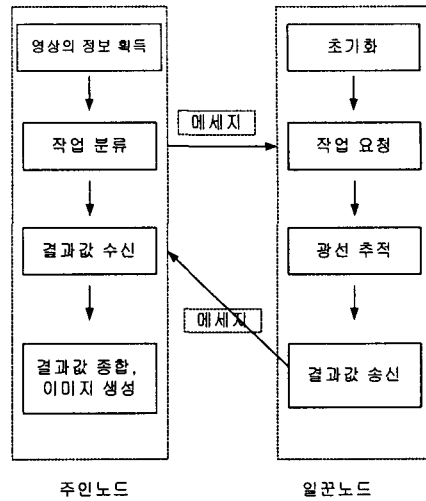 영상의 정보 획득
작업 분류
결과값 수신
결과값 종합,
이미지 생성
주인노드
메세지
메세지
초기화
작업 요청
광선 추적
결과값 송신
일꾼노드